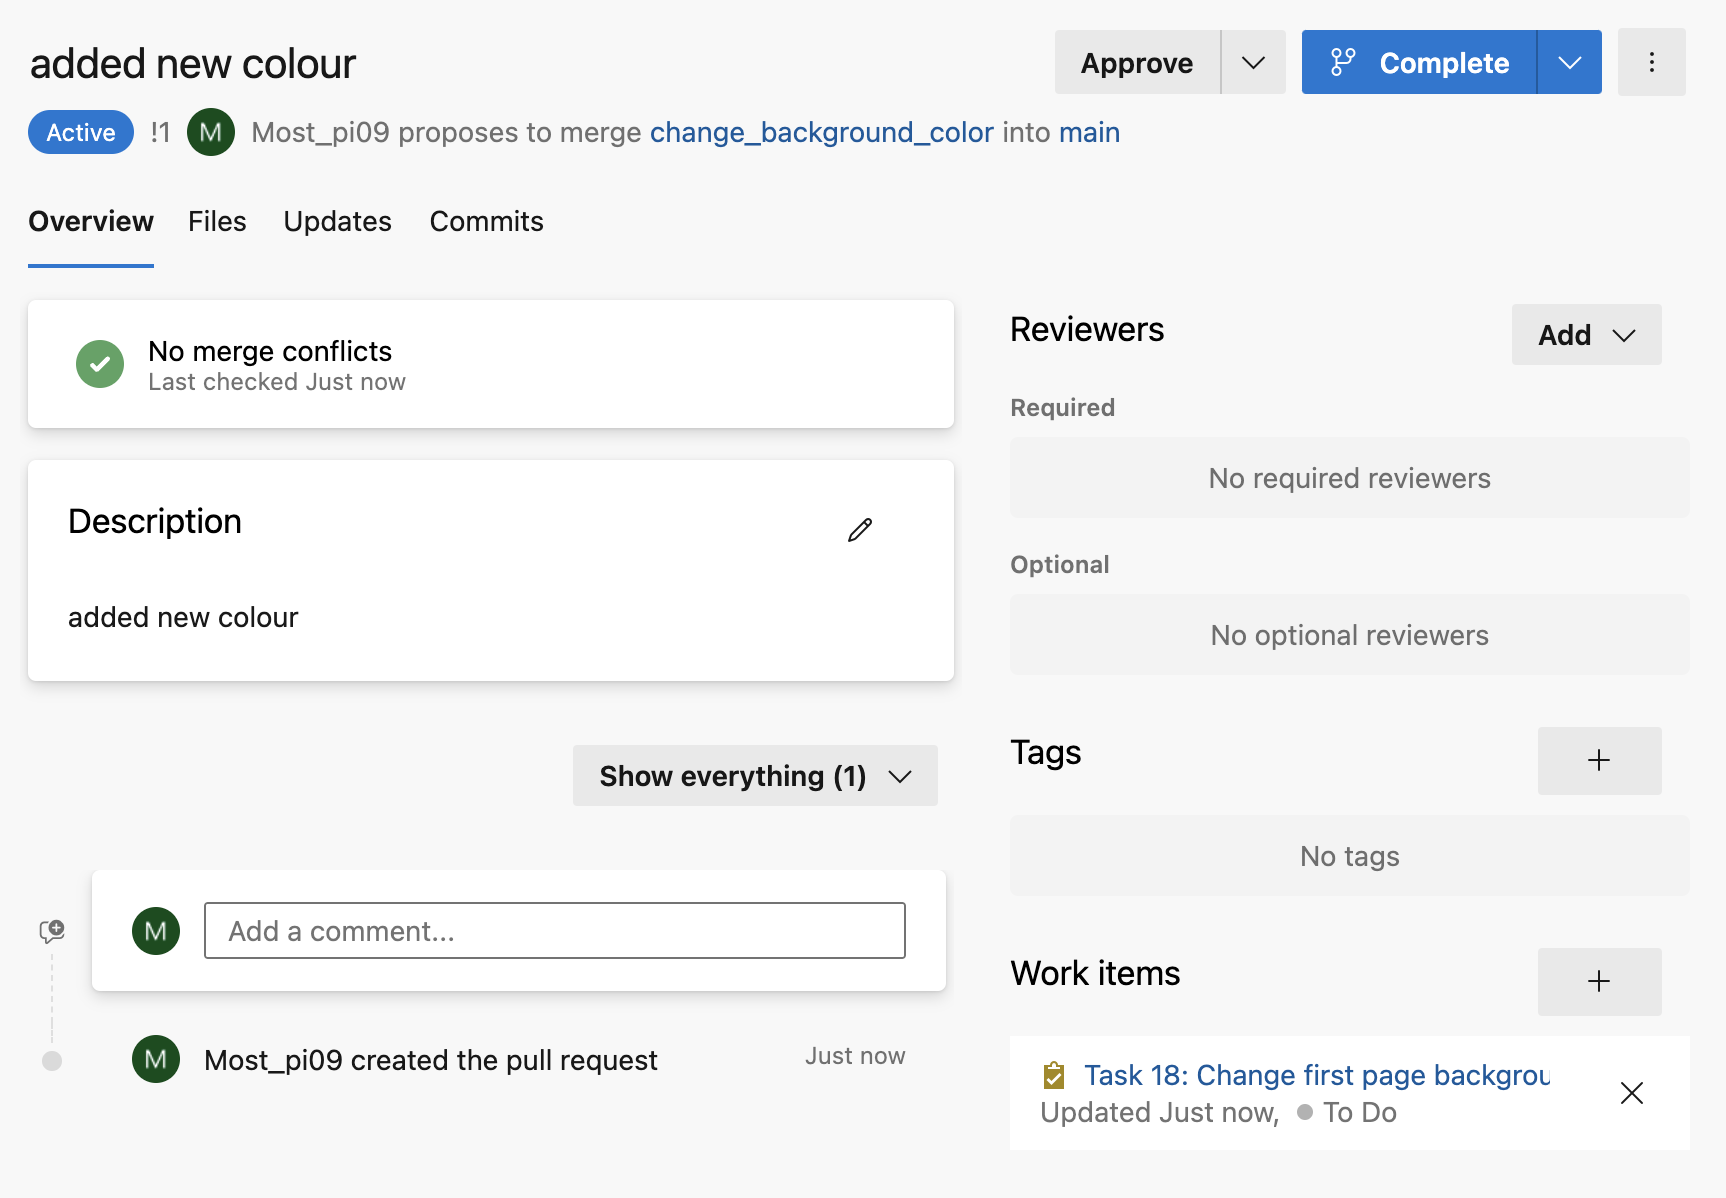 added new colour
Approve
Complete
Active !1 M Most_pi09 proposes to merge change_background_color into main
Overview Files Updates Commits
No merge conflicts
Last checked Just now
Description
added new colour
Show everything (1)
M Add a comment...
M Most_pi09 created the pull request Just now
Reviewers
Add
Required
No required reviewers
Optional
No optional reviewers
Tags
+
No tags
Work items
+
Task 18: Change first page backgrou
Updated Just now, To Do